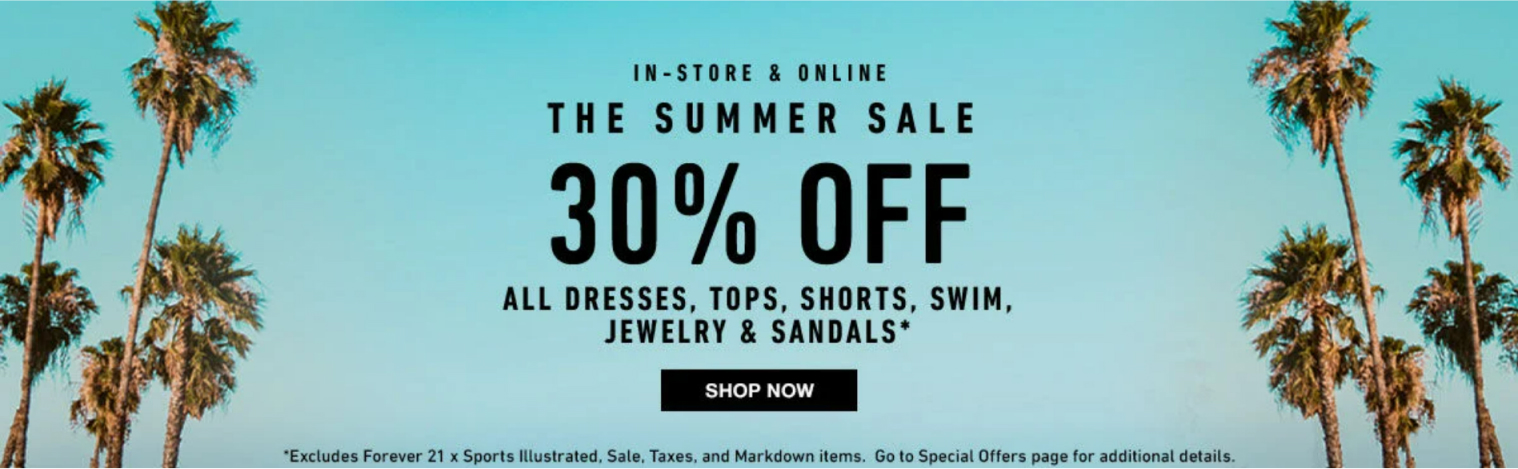 IN-STORE & ONLINE
THE SUMMER SALE
30% OFF
ALL DRESSES, TOPS, SHORTS, SWIM,
JEWELRY & SANDALS*
SHOP NOW
*Excludes Forever 21 x Sports Illustrated, Sale, Taxes, and Markdown items. Go to Special Offers page for additional details.